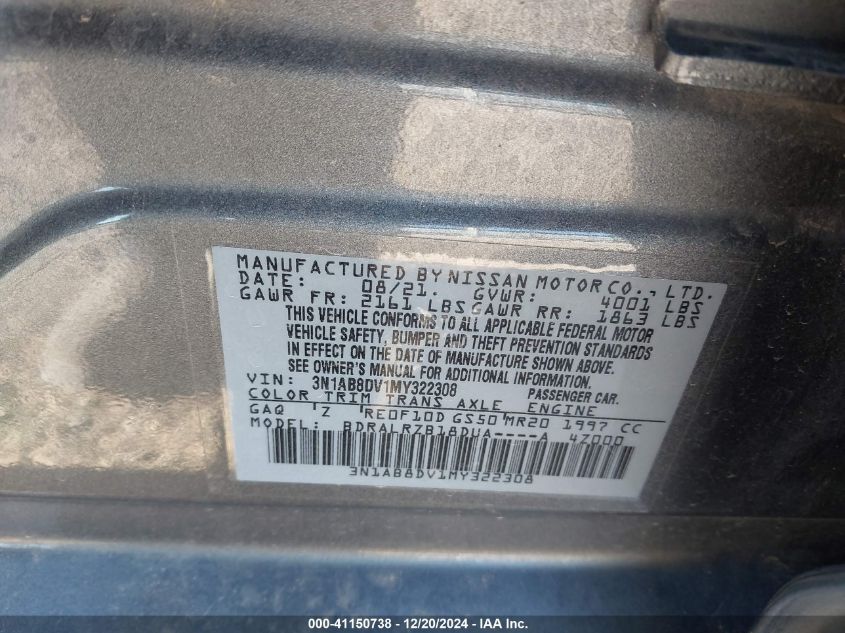 MANUFACTURED BY NISSAN MOTOR CO., LTD.
DATE: 08/21. GVWR: 4001 LBS
GAWR FR: 2161 LBS GAWR RR: 1863 LBS
THIS VEHICLE CONFORMS TO ALL APPLICABLE FEDERAL MOTOR
VEHICLE SAFETY, BUMPER AND THEFT PREVENTION STANDARDS
IN EFFECT ON THE DATE OF MANUFACTURE SHOWN ABOVE.
SEE OWNER'S MANUAL FOR ADDITIONAL INFORMATION.
VIN: 3N1AB8DV1MY322308 PASSENGER CAR.
COLOR TRIM TRANS AXLE ENGINE
GAQ Z RE0F10D GS50 MR20 1997 CC
MODEL: BDRALRZB18DUA----A 4Z000
3N1AB8DV1MY322308
000-41150738 - 12/20/2024 - IAA Inc.